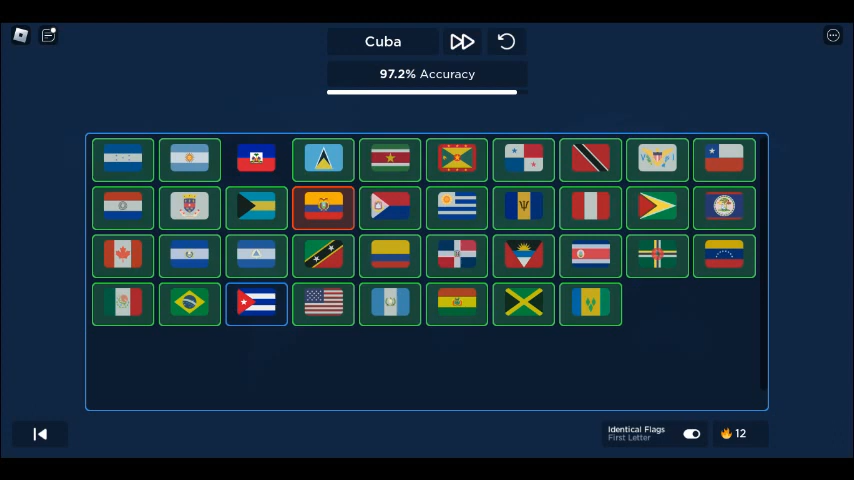 Cuba
97.2% Accuracy
V I
Identical Flags
First Letter
12